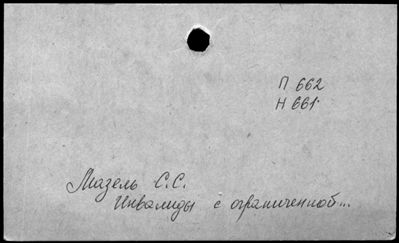 П 662
Н 661.
Мазель С.С.
Инвалиды с ограниченной...